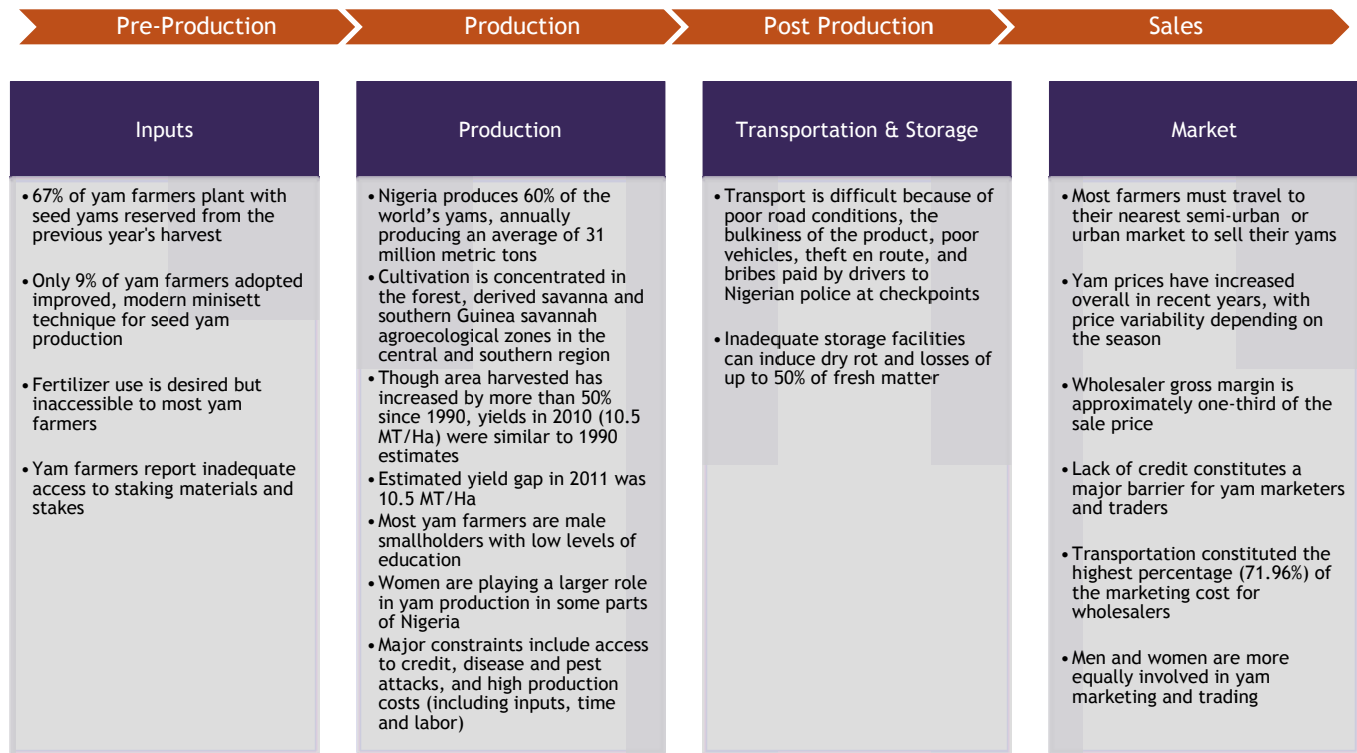 Pre-Production
Production
Post Production
Sales
Inputs
• 67% of yam farmers plant with
seed yams reserved from the
previous year's harvest
• Only 9% of yam farmers adopted
improved, modern minisett
technique for seed yam
production
• Fertilizer use is desired but
inaccessible to most yam
farmers
• Yam farmers report inadequate
access to staking materials and
stakes
Production
• Nigeria produces 60% of the
world’s yams, annually
producing an average of 31
million metric tons
• Cultivation is concentrated in
the forest, derived savanna and
southern Guinea savannah
agroecological zones in the
central and southern region
• Though area harvested has
increased by more than 50%
since 1990, yields in 2010 (10.5
MT/Ha) were similar to 1990
estimates
• Estimated yield gap in 2011 was
10.5 MT/Ha
• Most yam farmers are male
smallholders with low levels of
education
• Women are playing a larger role
in yam production in some parts
of Nigeria
• Major constraints include access
to credit, disease and pest
attacks, and high production
costs (including inputs, time
and labor)
Transportation & Storage
• Transport is difficult because of
poor road conditions, the
bulkiness of the product, poor
vehicles, theft en route, and
bribes paid by drivers to
Nigerian police at checkpoints
• Inadequate storage facilities
can induce dry rot and losses of
up to 50% of fresh matter
Market
• Most farmers must travel to
their nearest semi-urban or
urban market to sell their yams
• Yam prices have increased
overall in recent years, with
price variability depending on
the season
• Wholesaler gross margin is
approximately one-third of the
sale price
• Lack of credit constitutes a
major barrier for yam marketers
and traders
• Transportation constituted the
highest percentage (71.96%) of
the marketing cost for
wholesalers
• Men and women are more
equally involved in yam
marketing and trading